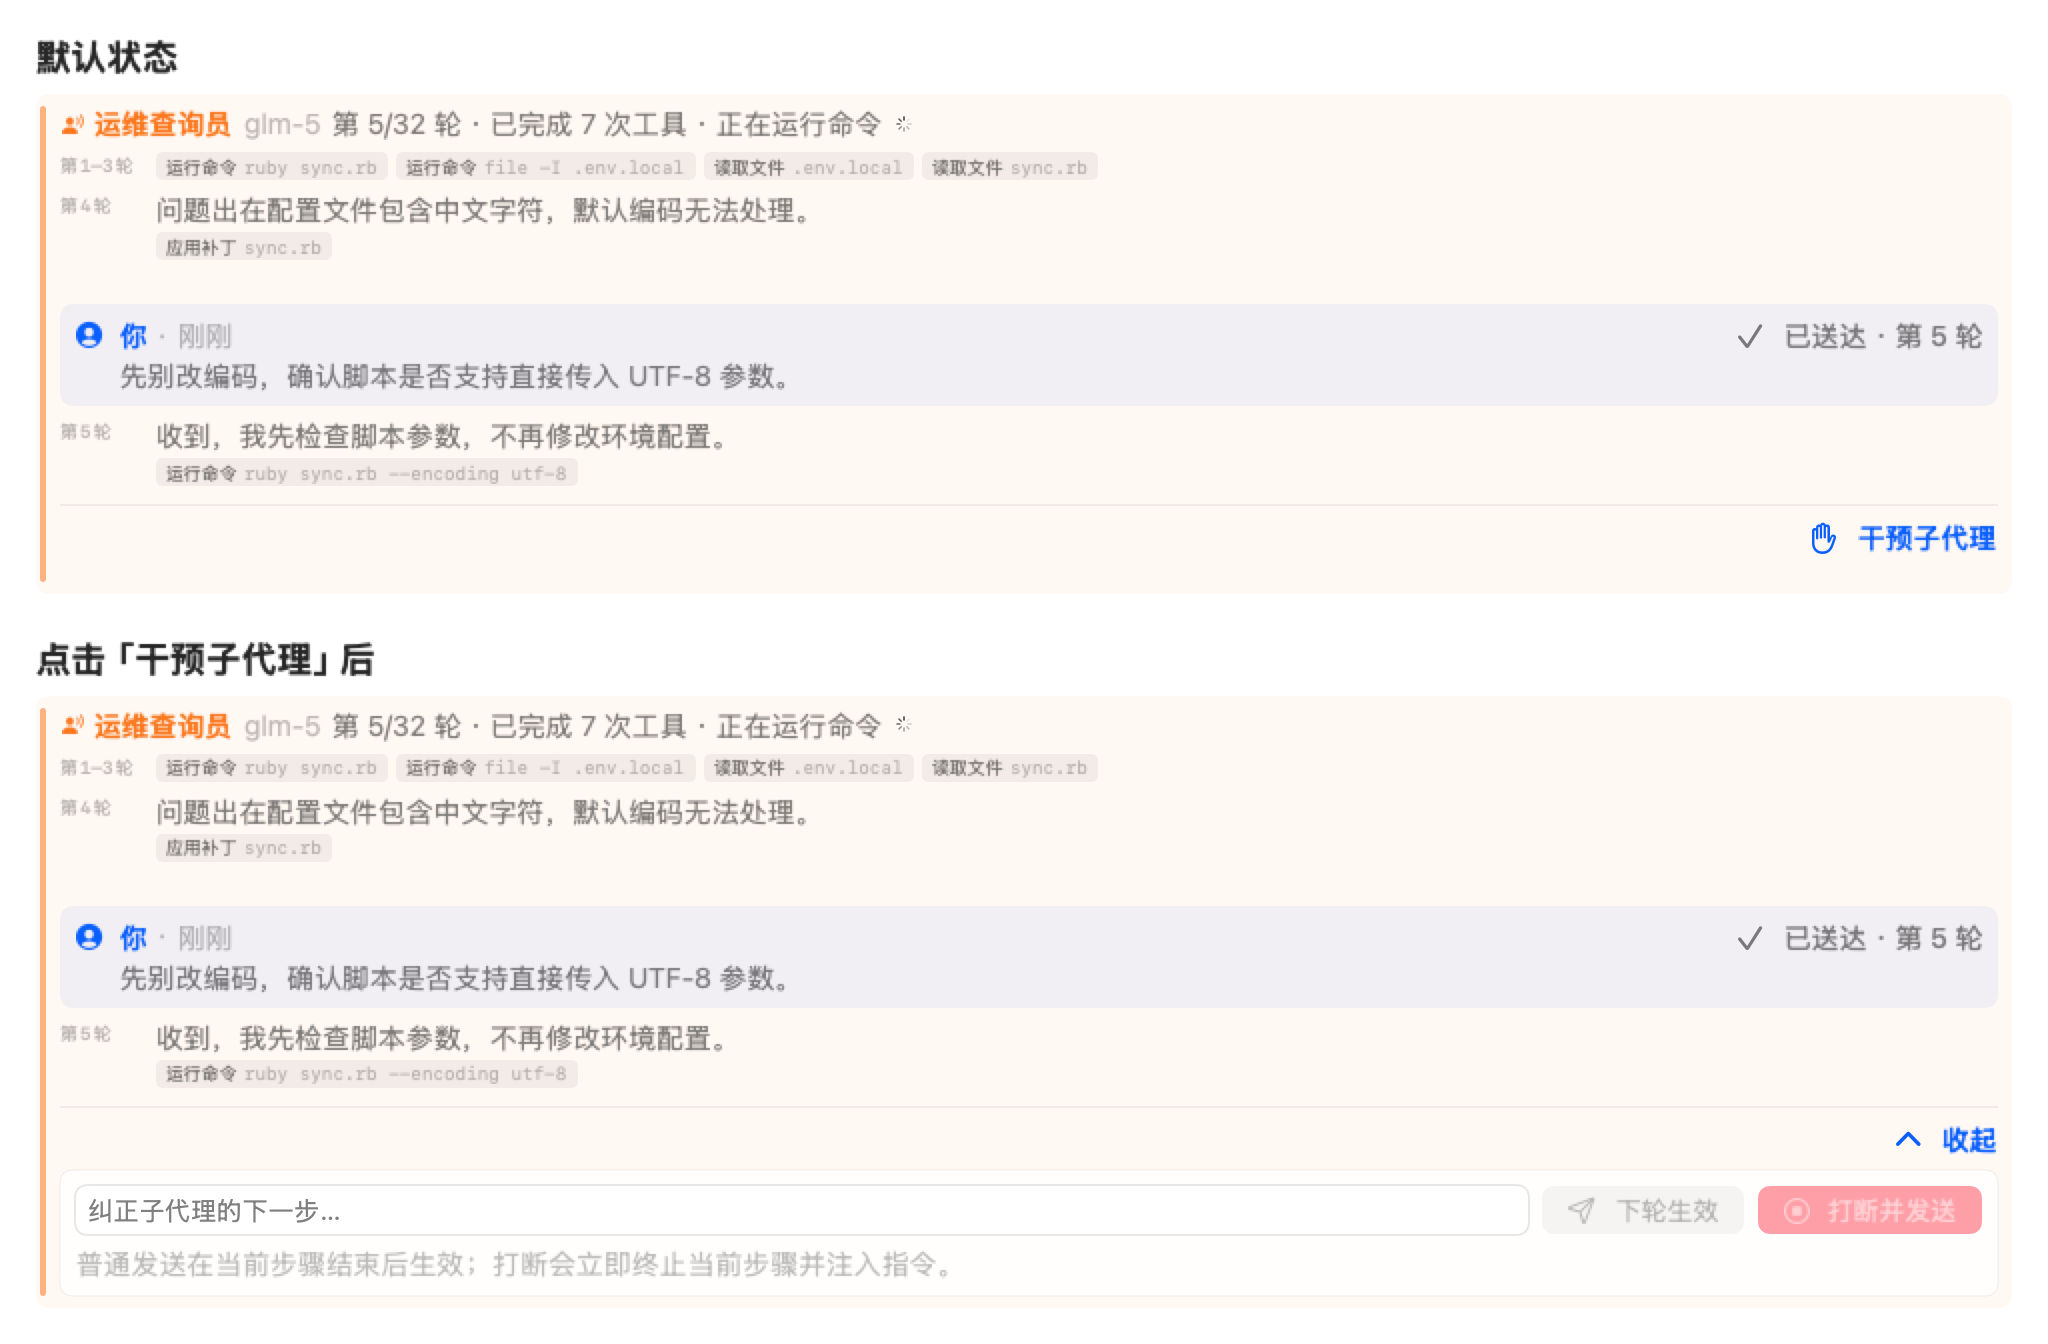 默认状态
运维查询员 glm-5 第 5/32 轮 · 已完成 7 次工具 · 正在运行命令
第1–3轮 运行命令 ruby sync.rb 运行命令 file -I .env.local 读取文件 .env.local 读取文件 sync.rb
第4轮 问题出在配置文件包含中文字符，默认编码无法处理。
应用补丁 sync.rb
你 · 刚刚 已送达 · 第 5 轮
先别改编码，确认脚本是否支持直接传入 UTF-8 参数。
第5轮 收到，我先检查脚本参数，不再修改环境配置。
运行命令 ruby sync.rb --encoding utf-8
干预子代理
点击「干预子代理」后
运维查询员 glm-5 第 5/32 轮 · 已完成 7 次工具 · 正在运行命令
第1–3轮 运行命令 ruby sync.rb 运行命令 file -I .env.local 读取文件 .env.local 读取文件 sync.rb
第4轮 问题出在配置文件包含中文字符，默认编码无法处理。
应用补丁 sync.rb
你 · 刚刚 已送达 · 第 5 轮
先别改编码，确认脚本是否支持直接传入 UTF-8 参数。
第5轮 收到，我先检查脚本参数，不再修改环境配置。
运行命令 ruby sync.rb --encoding utf-8
收起
纠正子代理的下一步... 下轮生效 打断并发送
普通发送在当前步骤结束后生效；打断会立即终止当前步骤并注入指令。